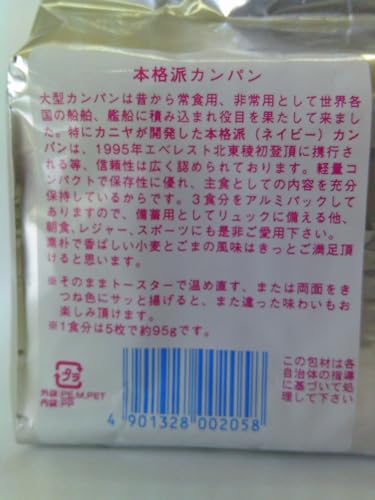 本格派カンパン
大型カンパンは昔から常食用、非常用として世界各
国の船舶、艦船に積み込まれ役目を果たして来まし
た。特にカニヤが開発した本格派（ネイビー）カン
パンは、1995年エベレスト北東稜初登頂に携行さ
れる等、信頼性は広く認められております。軽量コ
ンパクトで保存性に優れ、主食としての内容を充分
保持しているからです。3食分をアルミパックして
ありますので、備蓄用としてリュックに備える他、
朝食、レジャー、スポーツにも是非ご愛用下さい。
素朴で香ばしい小麦とごまの風味はきっとご満足頂
けると思います。
※そのままトースターで温め直す、または両面をき
つね色にサッと揚げると、また違った味わいもお
楽しみ頂けます。
※1食分は5枚で約95gです。
プラ
外袋:PE,M,PET
内袋:PP
4 901328 002058
この包材は各
自治体の指導
に基づいて処
理して下さい